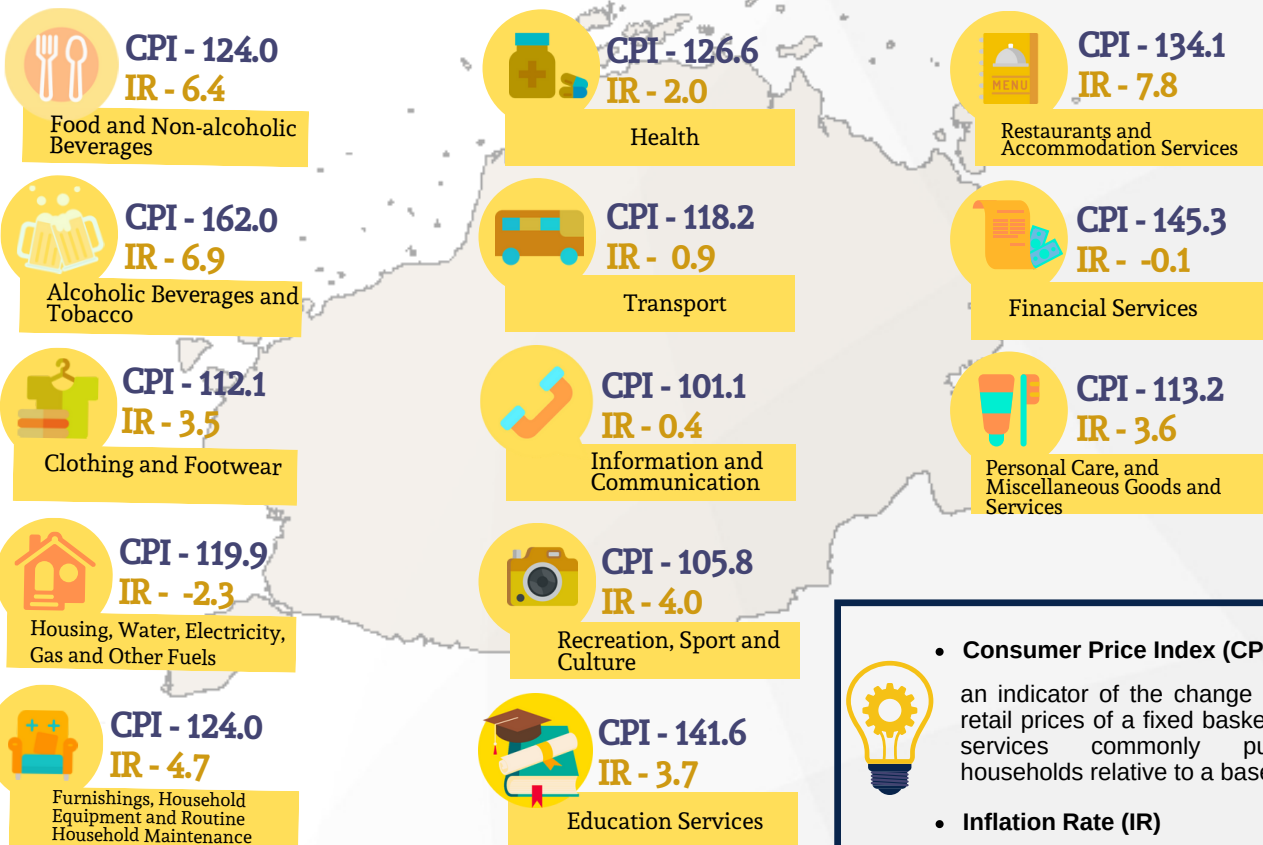 CPI - 124.0
IR - 6.4
Food and Non-alcoholic
Beverages
CPI - 162.0
IR - 6.9
Alcoholic Beverages and
Tobacco
CPI - 112.1
IR - 3.5
Clothing and Footwear
CPI - 119.9
IR - -2.3
Housing, Water, Electricity,
Gas and Other Fuels
CPI - 124.0
IR - 4.7
Furnishings, Household
Equipment and Routine
Household Maintenance
CPI - 126.6
IR - 2.0
Health
CPI - 118.2
IR - 0.9
Transport
CPI - 101.1
IR - 0.4
Information and
Communication
CPI - 105.8
IR - 4.0
Recreation, Sport and
Culture
CPI - 141.6
IR - 3.7
Education Services
MENU
CPI - 134.1
IR - 7.8
Restaurants and
Accommodation Services
CPI - 145.3
IR - -0.1
Financial Services
CPI - 113.2
IR - 3.6
Personal Care, and
Miscellaneous Goods and
Services
• Consumer Price Index (CP
an indicator of the change
retail prices of a fixed baske
services commonly pu
households relative to a base
• Inflation Rate (IR)